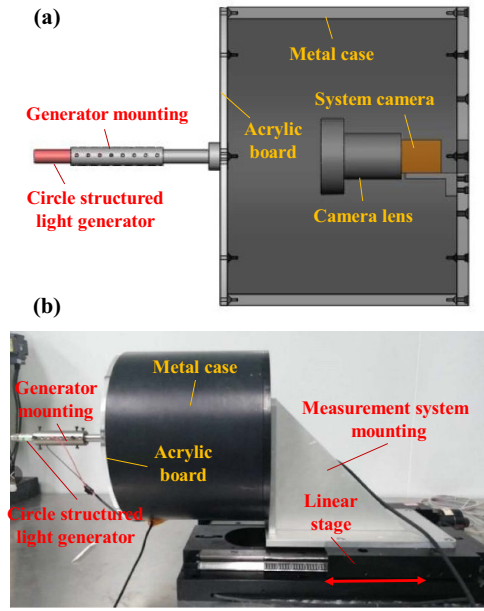 (a)
Metal case
System camera
Generator mounting
Acrylic
board
Circle structured
light generator
Camera lens
(b)
Metal case
Generator
mounting
Measurement system
mounting
Acrylic
board
Linear
stage
Circle structured
light generator